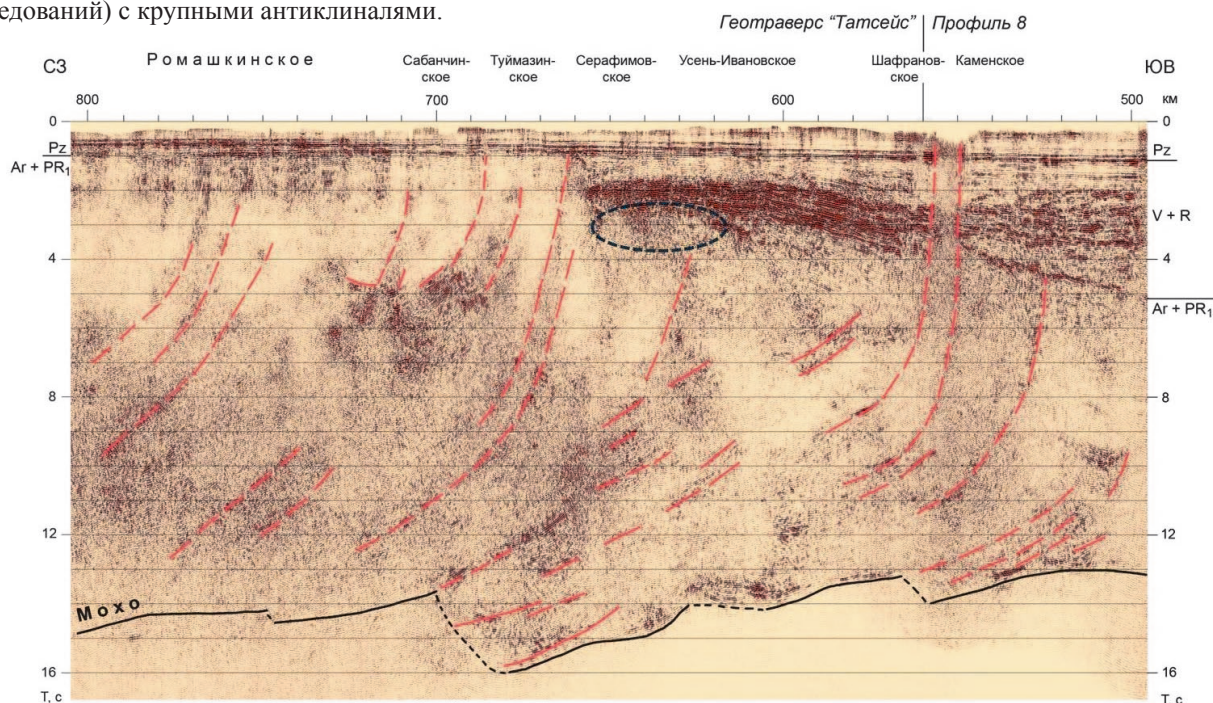 едований) с крупными антиклиналями.
Геотраверс “Татсейс” Профиль 8
СЗ Ромашкинское Сабанчин- Туймазин- Серафимов- Усень-Ивановское Шафранов- Каменское ЮВ
ское ское ское ское
800 700 600 500 км
0 0
Pz Pz
Ar + PR1
V + R
4 4
Ar + PR1
8 8
12 12
Мохо
16 16
Т, с Т, с